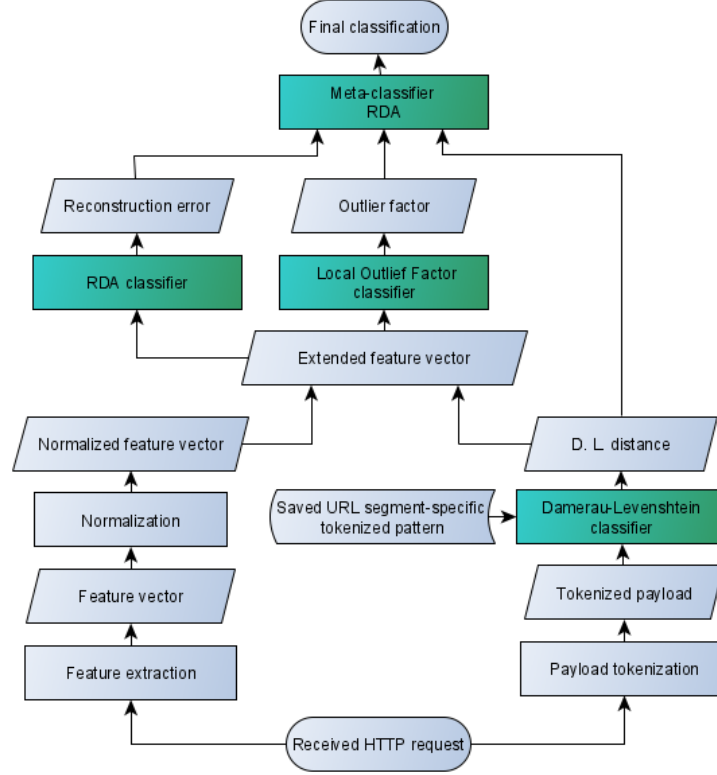 Final classification
Meta-classifier
RDA
Reconstruction error
Outlier factor
RDA classifier
Local Outlief Factor
classifier
Extended feature vector
Normalized feature vector
D. L. distance
Normalization
Saved URL segment-specific
tokenized pattern
Damerau-Levenshtein
classifier
Feature vector
Tokenized payload
Feature extraction
Payload tokenization
Received HTTP request